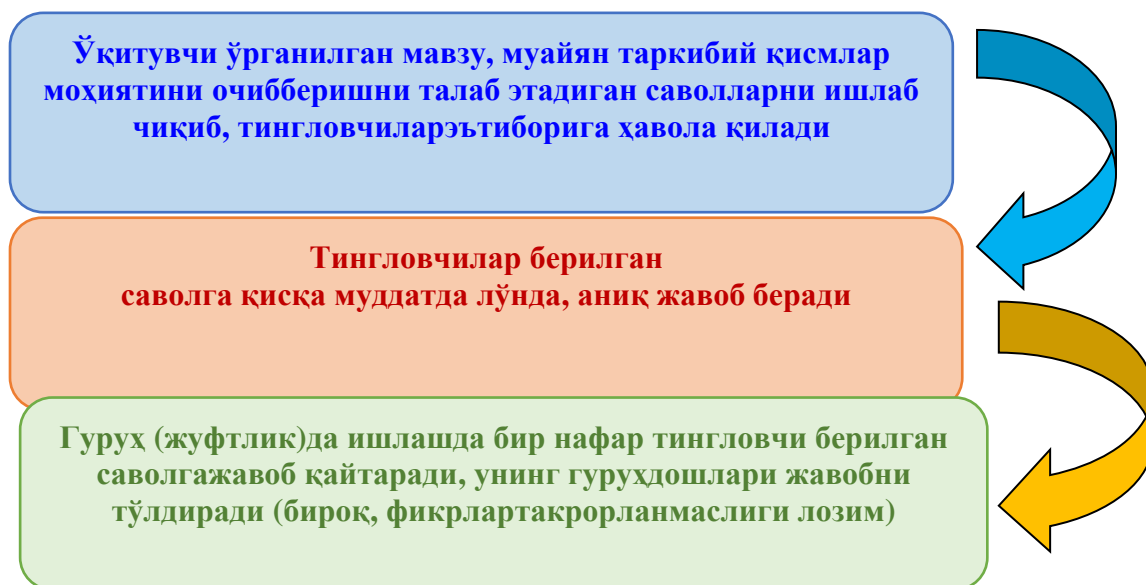 Ўқитувчи ўрганилган мавзу, муайян таркибий қисмлар
моҳиятини очибберишни талаб этадиган саволларни ишлаб
чиқиб, тингловчиларэътиборига ҳавола қилади
Тингловчилар берилган
саволга қисқа муддатда лўнда, аниқ жавоб беради
Гуруҳ (жуфтлик)да ишлашда бир нафар тингловчи берилган
саволгажавоб қайтаради, унинг гуруҳдошлари жавобни
тўлдиради (бироқ, фикрлартакрорланмаслиги лозим)